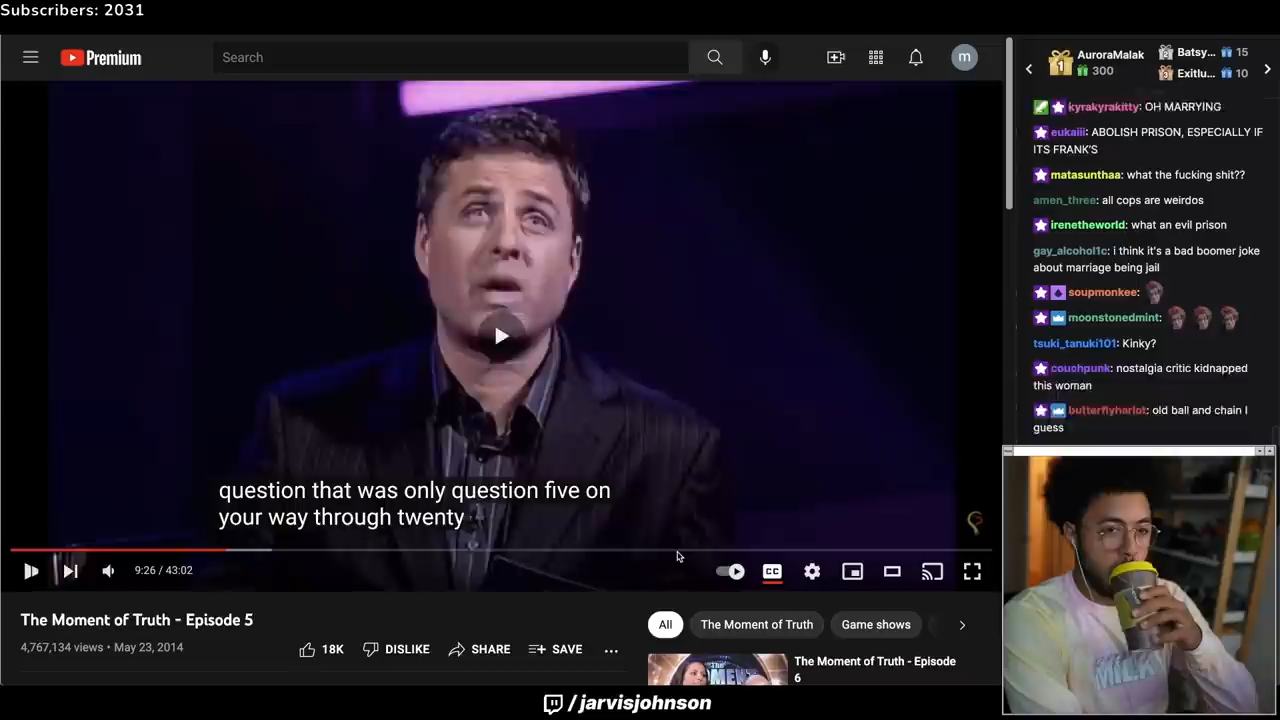 Subscribers: 2031
Premium
Search
m
AuroraMalak
300
Batsy... 15
Exitlu... 10
kyrakyrakitty: OH MARRYING
eukaiii: ABOLISH PRISON, ESPECIALLY IF
ITS FRANK'S
matasunthaa: what the fucking shit??
amen_three: all cops are weirdos
irenetheworld: what an evil prison
gay_alcohol1c: i think it's a bad boomer joke
about marriage being jail
soupmonkee:
moonstonedmint:
tsuki_tanuki101: Kinky?
couchpunk: nostalgia critic kidnapped
this woman
butterflyharlot: old ball and chain I
guess
question that was only question five on
your way through twenty
9:26 / 43:02
CC
The Moment of Truth - Episode 5
4,767,134 views • May 23, 2014
18K
DISLIKE
SHARE
SAVE
All
The Moment of Truth
Game shows
The Moment of Truth - Episode
6
MILK
/jarvisjohnson